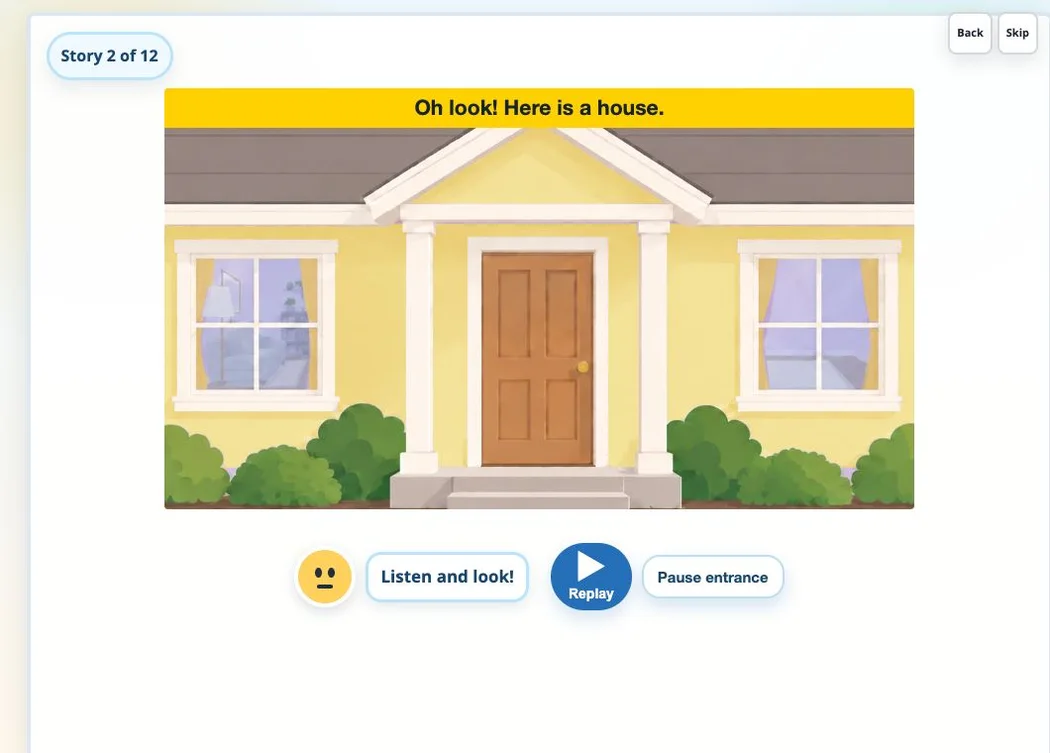 Story 2 of 12
Back
Skip
Oh look! Here is a house.
Listen and look!
Replay
Pause entrance